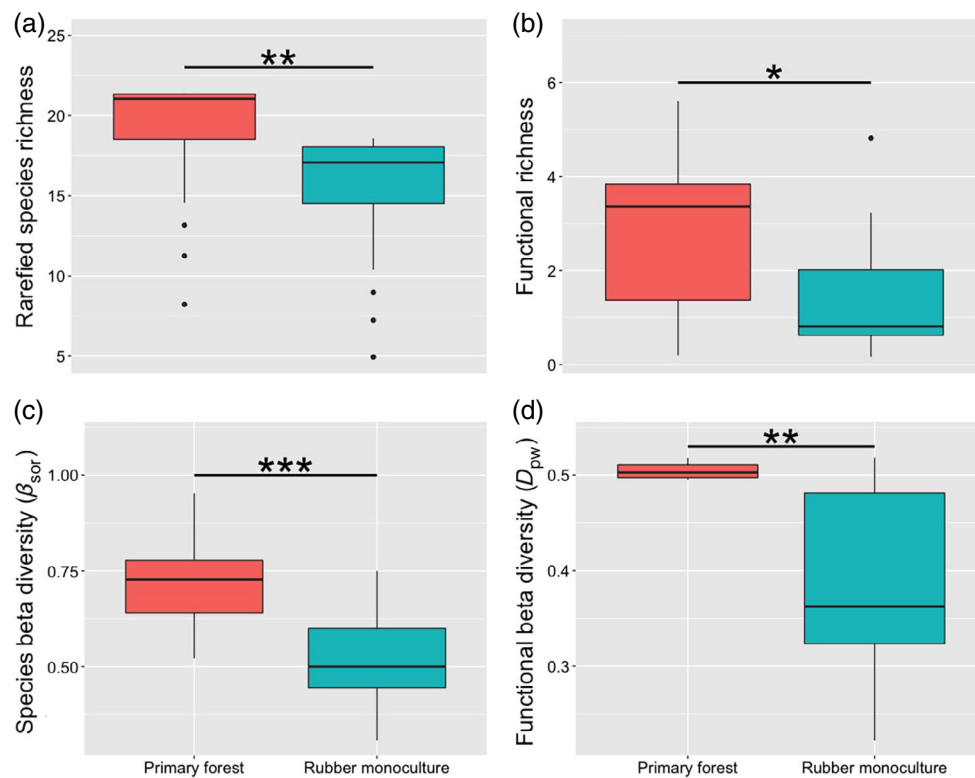 (a)
**
Rarefied species richness
20
15
10
5
(b)
*
Functional richness
6
4
2
0
(c)
***
Species beta diversity (βsor)
1.00
0.75
0.50
Primary forest
Rubber monoculture
(d)
**
Functional beta diversity (Dpw)
0.5
0.4
0.3
Primary forest
Rubber monoculture